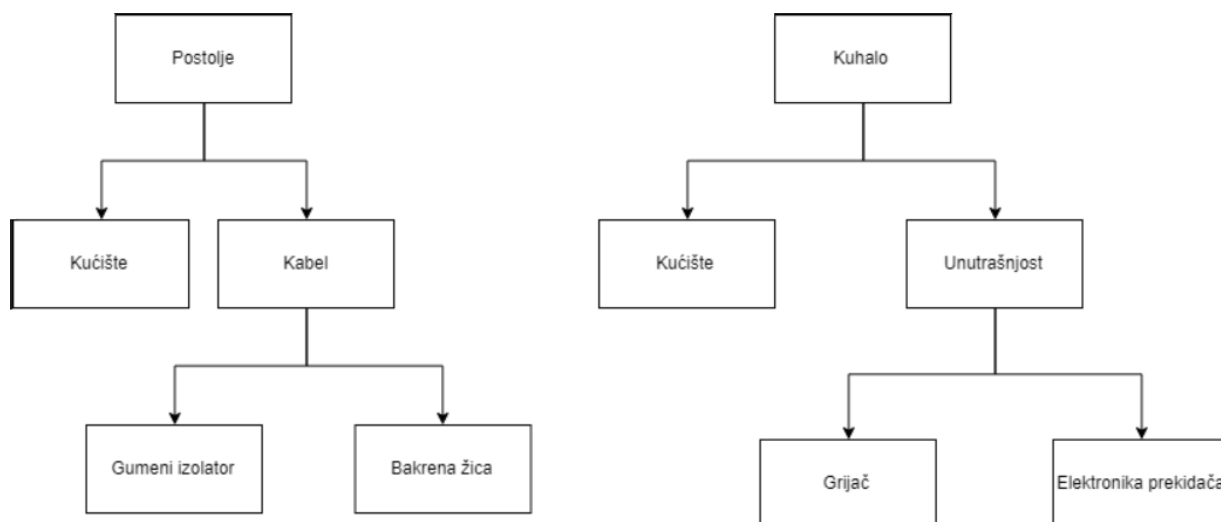 Postolje
Kuhalo
Kućište
Kabel
Kućište
Unutrašnjost
Gumeni izolator
Bakrena žica
Grijač
Elektronika prekidača